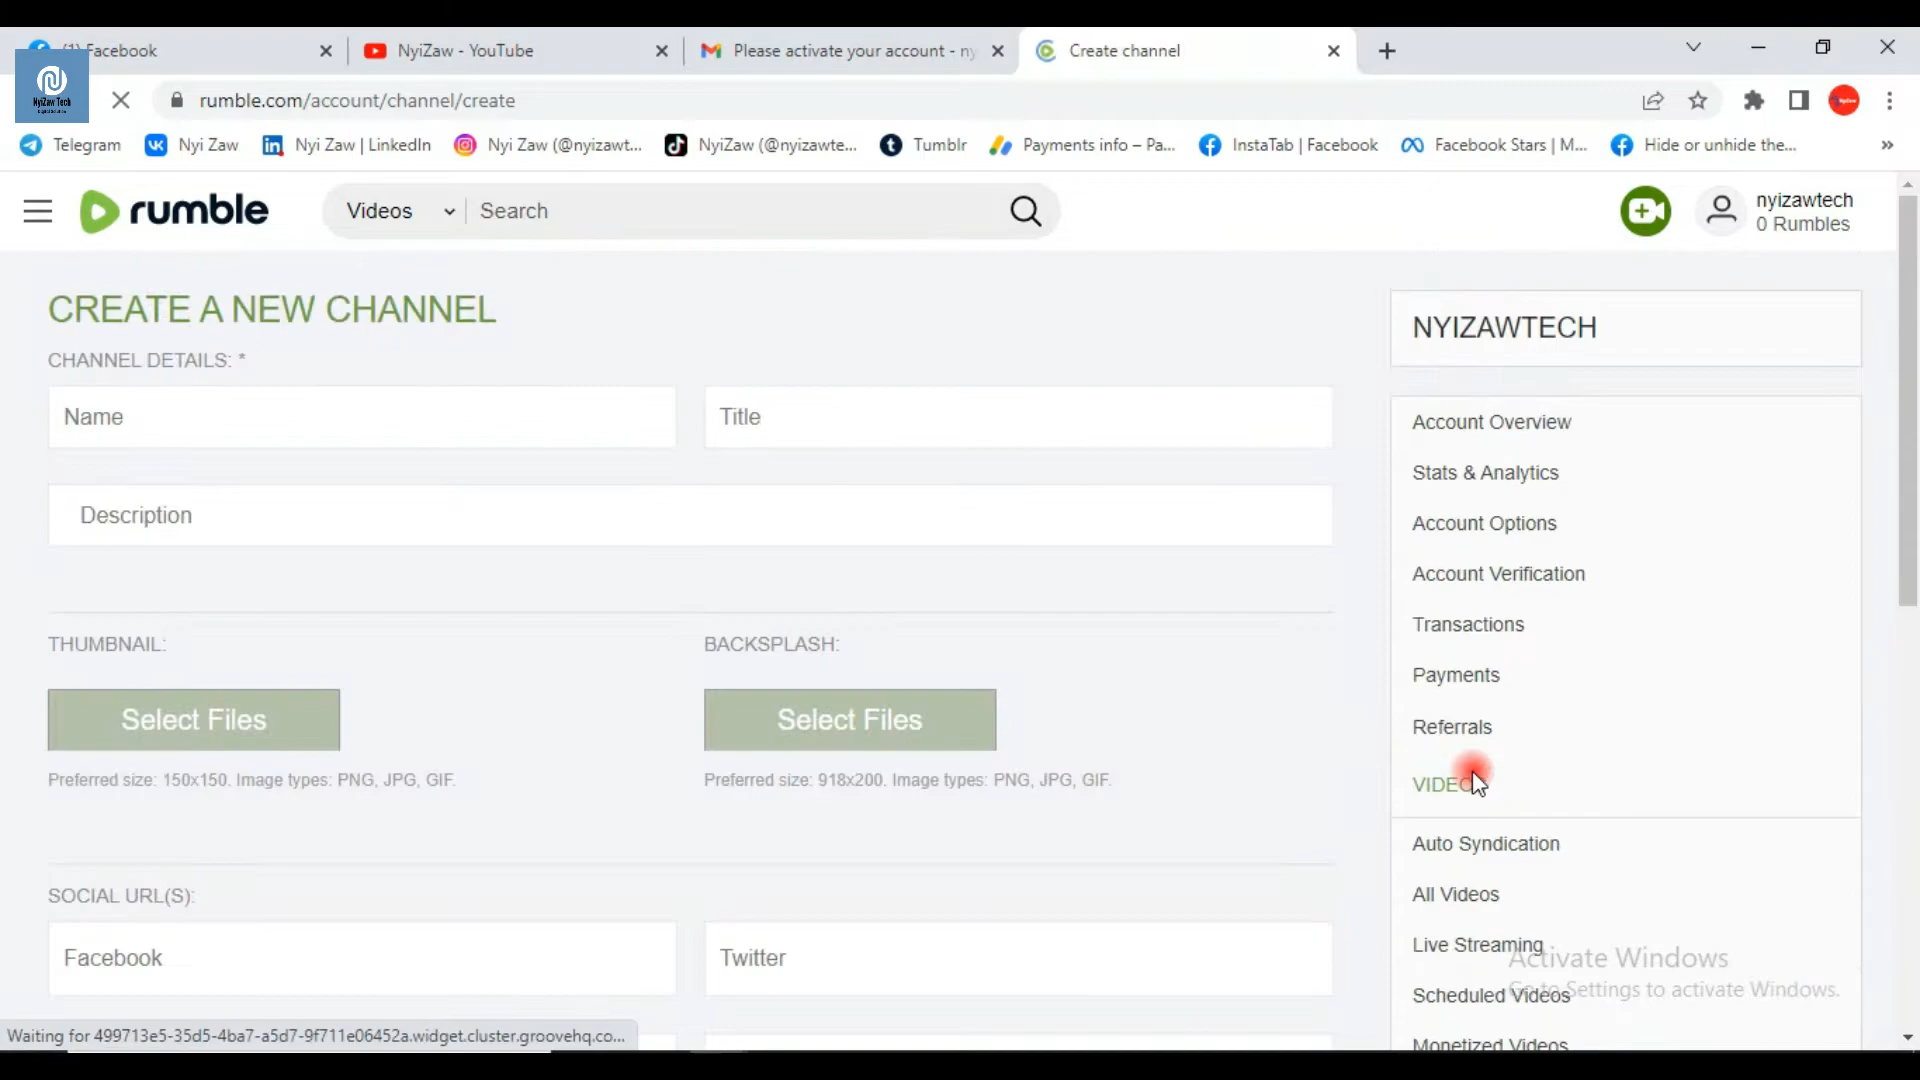 (1) Facebook
NyiZaw - YouTube
Please activate your account - ny
Create channel
NyiZaw Tech
rumble.com/account/channel/create
Telegram
Nyi Zaw
Nyi Zaw | LinkedIn
Nyi Zaw (@nyizawt...
NyiZaw (@nyizawte...
Tumblr
Payments info – Pa...
InstaTab | Facebook
Facebook Stars | M...
Hide or unhide the...
rumble
Videos
Search
nyizawtech
0 Rumbles
CREATE A NEW CHANNEL
CHANNEL DETAILS: *
Name
Title
Description
THUMBNAIL:
BACKSPLASH:
Select Files
Select Files
Preferred size: 150x150. Image types: PNG, JPG, GIF.
Preferred size: 918x200. Image types: PNG, JPG, GIF.
SOCIAL URL(S):
Facebook
Twitter
NYIZAWTECH
Account Overview
Stats & Analytics
Account Options
Account Verification
Transactions
Payments
Referrals
Auto Syndication
All Videos
Live Streaming
Scheduled Videos
Monetized Videos
Activate Windows
Go to Settings to activate Windows.
Waiting for 499713e5-35d5-4ba7-a5d7-9f711e06452a.widget.cluster.groovehq.co...